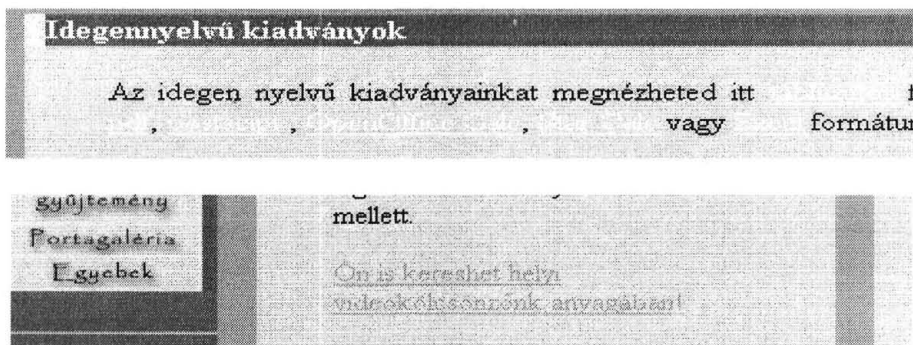 Idegennyelvű kiadványok
Az idegen nyelvű kiadványainkat megnézheted itt
, , , vagy
gyűjtemény
Portagaléria
Egyebek
mellett.
Ön is kereshet helyi
videokölcsönzőnk anyagában!